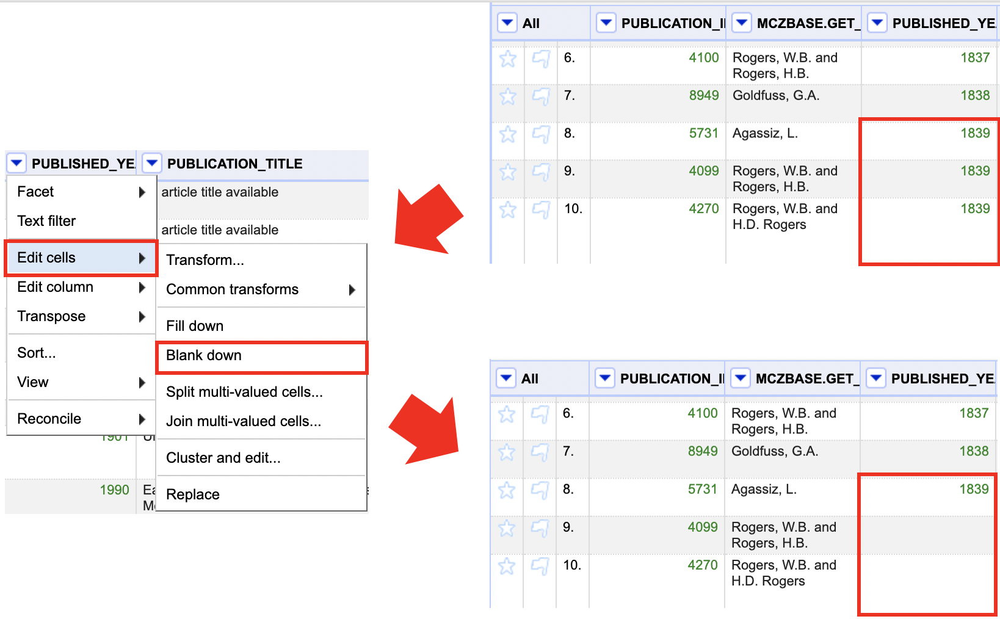 All PUBLICATION_I MCZBASE.GET_ PUBLISHED_YE
6. 4100 Rogers, W.B. and 1837
Rogers, H.B.
7. 8949 Goldfuss, G.A. 1838
8. 5731 Agassiz, L. 1839
9. 4099 Rogers, W.B. and 1839
Rogers, H.B.
10. 4270 Rogers, W.B. and 1839
H.D. Rogers
PUBLISHED_YE PUBLICATION_TITLE
Facet article title available
Text filter
article title available
Edit cells Transform...
Edit column Common transforms
Transpose Fill down
Sort... Blank down
View Split multi-valued cells...
Reconcile Join multi-valued cells...
1901
Cluster and edit...
1990 Replace
All PUBLICATION_I MCZBASE.GET_ PUBLISHED_YE
6. 4100 Rogers, W.B. and 1837
Rogers, H.B.
7. 8949 Goldfuss, G.A. 1838
8. 5731 Agassiz, L. 1839
9. 4099 Rogers, W.B. and
Rogers, H.B.
10. 4270 Rogers, W.B. and
H.D. Rogers